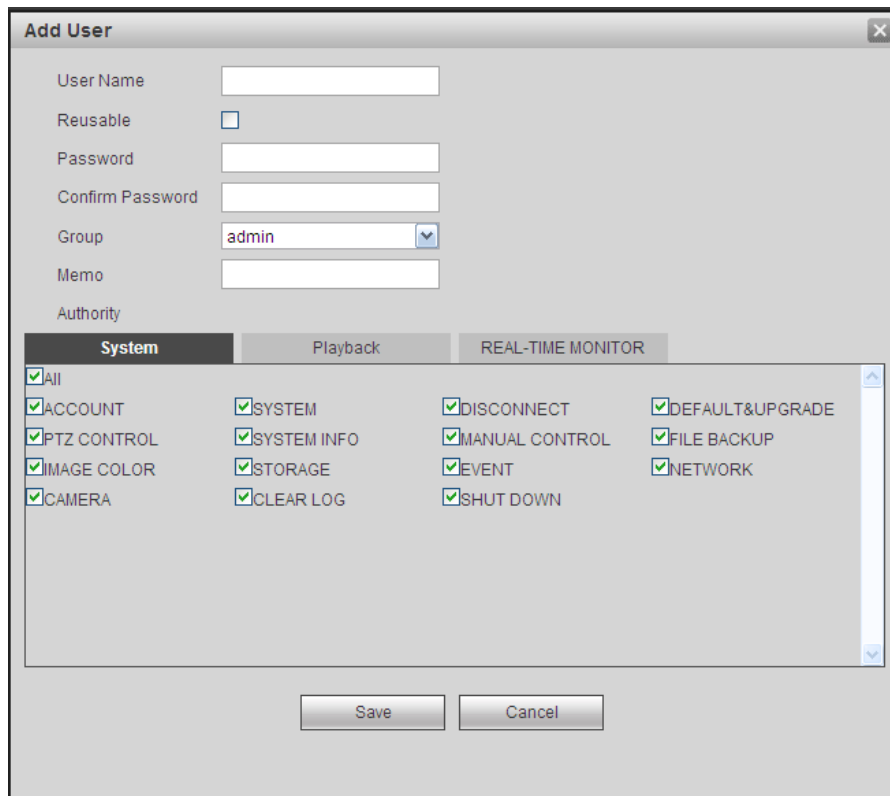 Add User
User Name
Reusable
Password
Confirm Password
Group admin
Memo
Authority
System Playback REAL-TIME MONITOR
All
ACCOUNT SYSTEM DISCONNECT DEFAULT&UPGRADE
PTZ CONTROL SYSTEM INFO MANUAL CONTROL FILE BACKUP
IMAGE COLOR STORAGE EVENT NETWORK
CAMERA CLEAR LOG SHUT DOWN
Save Cancel